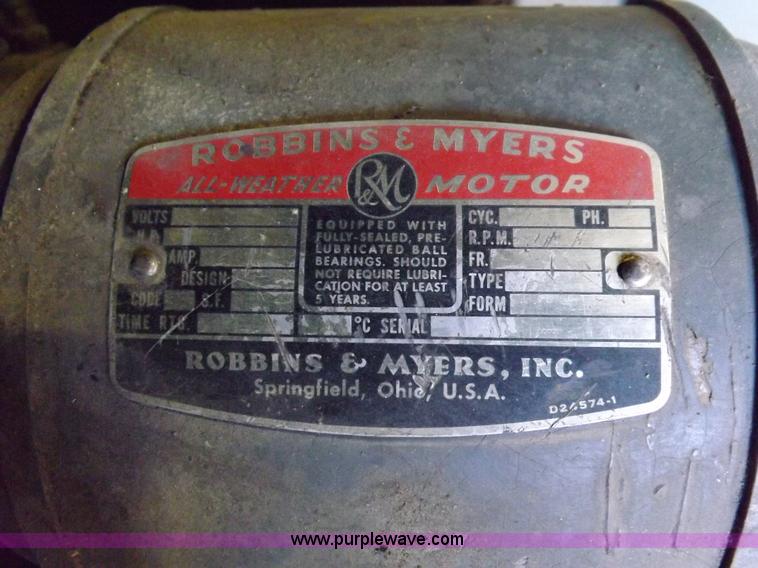 ROBBINS & MYERS
ALL-WEATHER R&M MOTOR
VOLTS
H.P.
AMP.
DESIGN
CODE S.F.
TIME RTG. °C SERIAL
EQUIPPED WITH
FULLY-SEALED, PRE-
LUBRICATED BALL
BEARINGS. SHOULD
NOT REQUIRE LUBRI-
CATION FOR AT LEAST
5 YEARS.
CYC. PH.
R.P.M.
FR.
TYPE
FORM
ROBBINS & MYERS, INC.
Springfield, Ohio, U.S.A.
www.purplewave.com